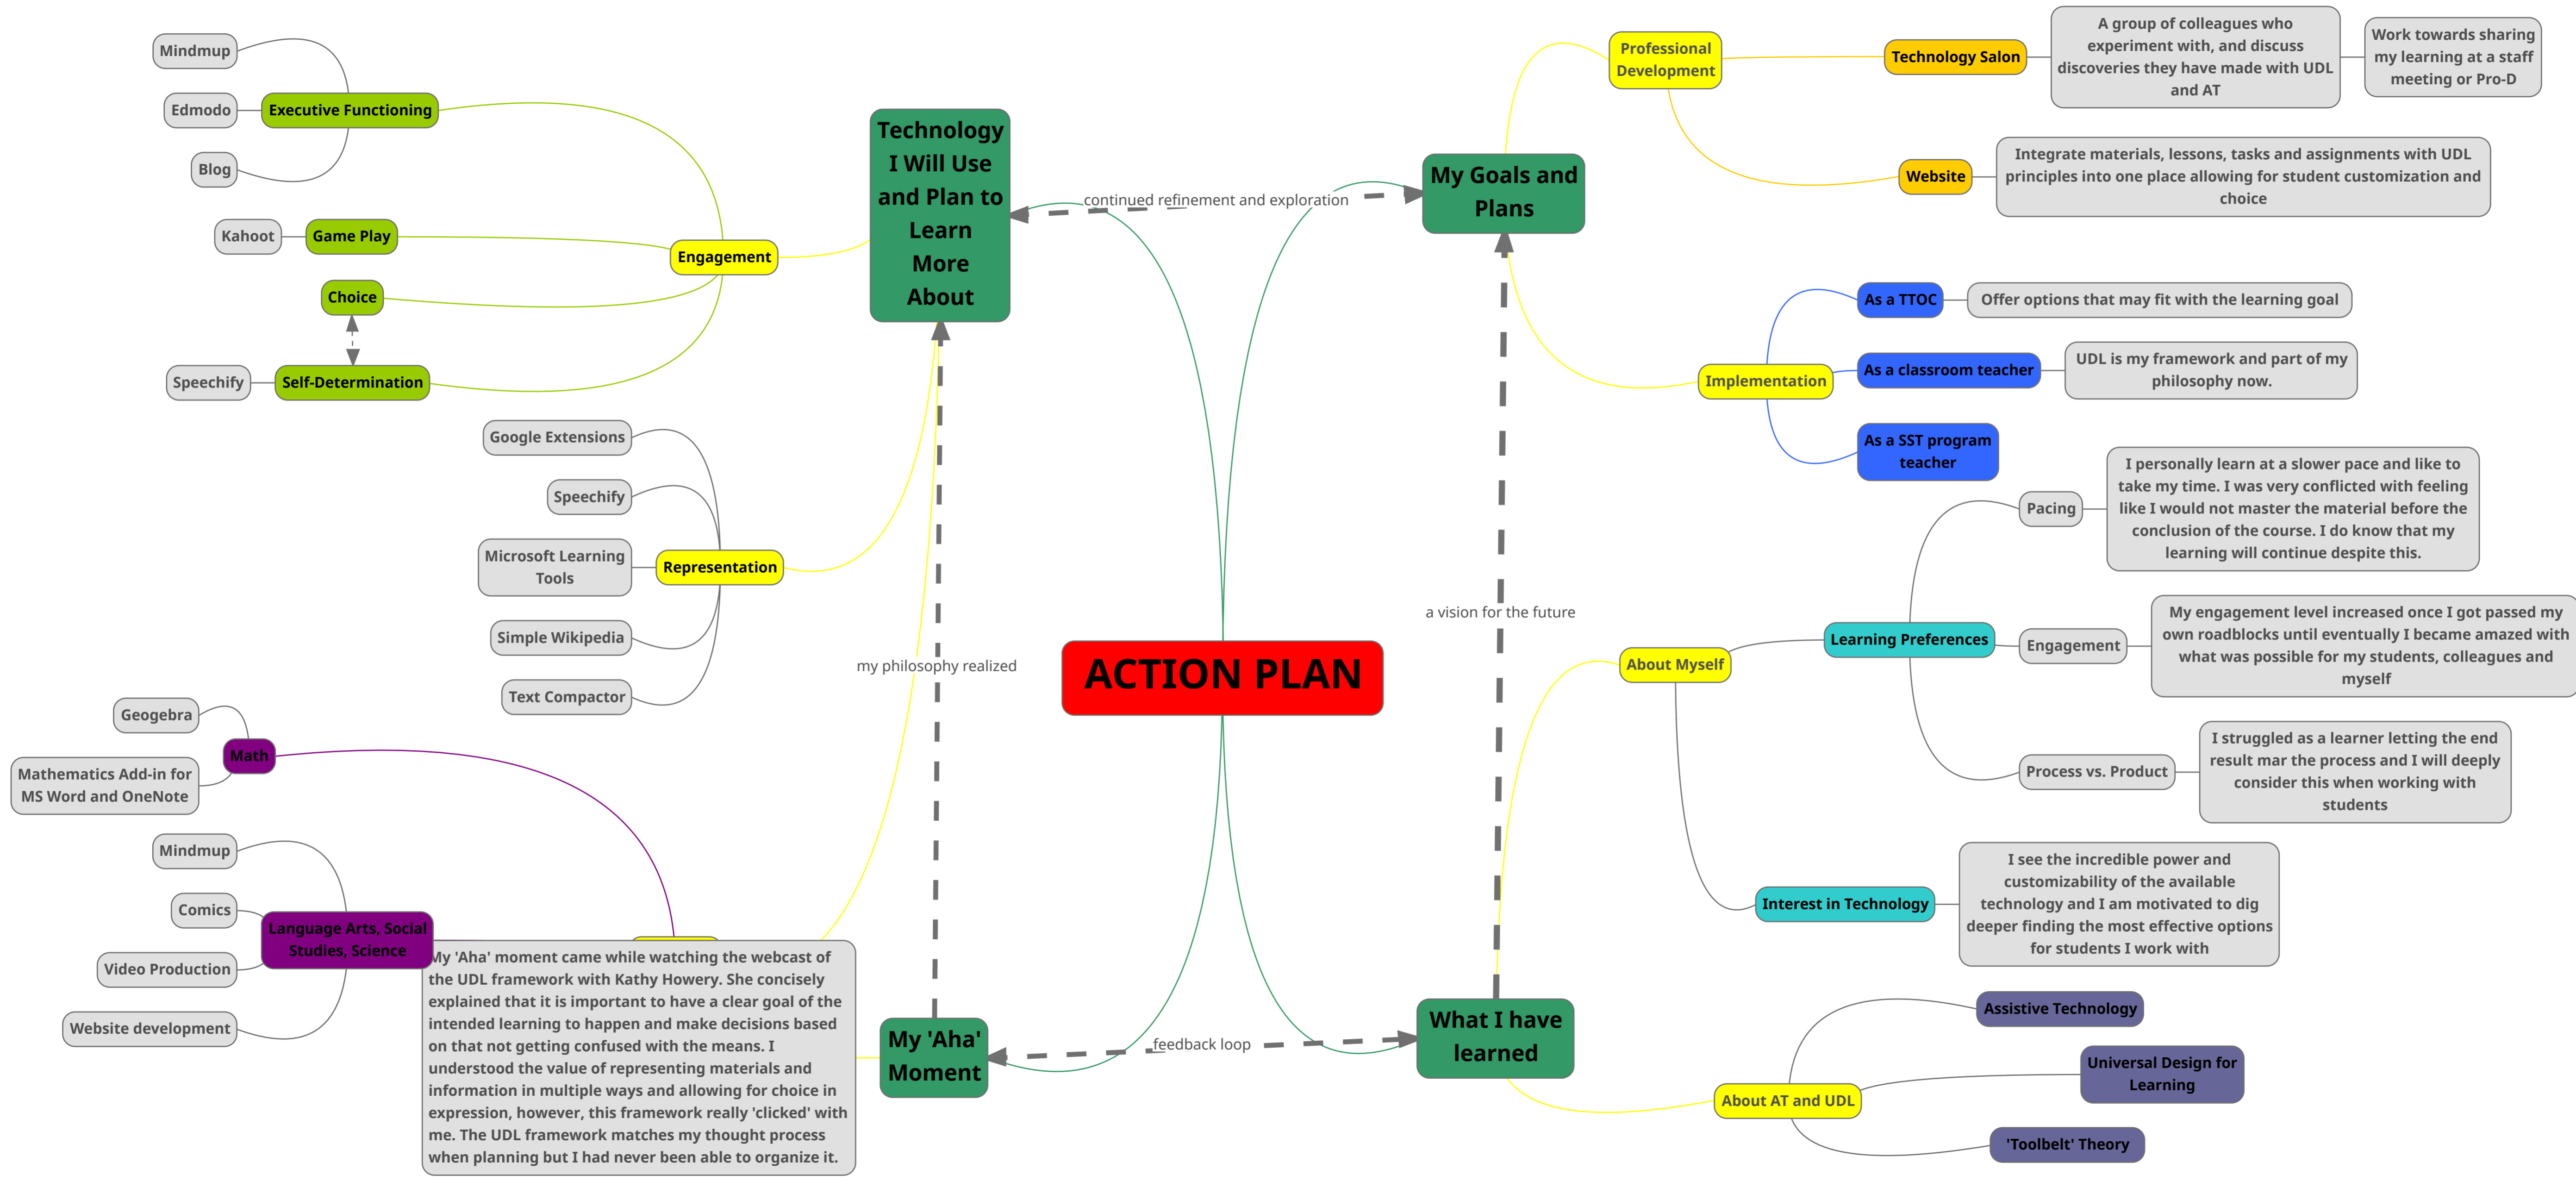 ACTION PLAN
Technology
I Will Use
and Plan to
Learn
More
About
Engagement
Executive Functioning
Mindmup
Edmodo
Blog
Game Play
Kahoot
Choice
Self-Determination
Speechify
Representation
Google Extensions
Speechify
Microsoft Learning
Tools
Simple Wikipedia
Text Compactor
Math
Geogebra
Mathematics Add-in for
MS Word and OneNote
Language Arts, Social
Studies, Science
Mindmup
Comics
Video Production
Website development
my philosophy realized
My 'Aha'
Moment
My 'Aha' moment came while watching the webcast of
the UDL framework with Kathy Howery. She concisely
explained that it is important to have a clear goal of the
intended learning to happen and make decisions based
on that not getting confused with the means. I
understood the value of representing materials and
information in multiple ways and allowing for choice in
expression, however, this framework really 'clicked' with
me. The UDL framework matches my thought process
when planning but I had never been able to organize it.
continued refinement and exploration
My Goals and
Plans
Professional
Development
Technology Salon
A group of colleagues who
experiment with, and discuss
discoveries they have made with UDL
and AT
Work towards sharing
my learning at a staff
meeting or Pro-D
Website
Integrate materials, lessons, tasks and assignments with UDL
principles into one place allowing for student customization and
choice
Implementation
As a TTOC
Offer options that may fit with the learning goal
As a classroom teacher
UDL is my framework and part of my
philosophy now.
As a SST program
teacher
a vision for the future
feedback loop
What I have
learned
About Myself
Learning Preferences
Pacing
I personally learn at a slower pace and like to
take my time. I was very conflicted with feeling
like I would not master the material before the
conclusion of the course. I do know that my
learning will continue despite this.
Engagement
My engagement level increased once I got passed my
own roadblocks until eventually I became amazed with
what was possible for my students, colleagues and
myself
Process vs. Product
I struggled as a learner letting the end
result mar the process and I will deeply
consider this when working with
students
Interest in Technology
I see the incredible power and
customizability of the available
technology and I am motivated to dig
deeper finding the most effective options
for students I work with
About AT and UDL
Assistive Technology
Universal Design for
Learning
'Toolbelt' Theory